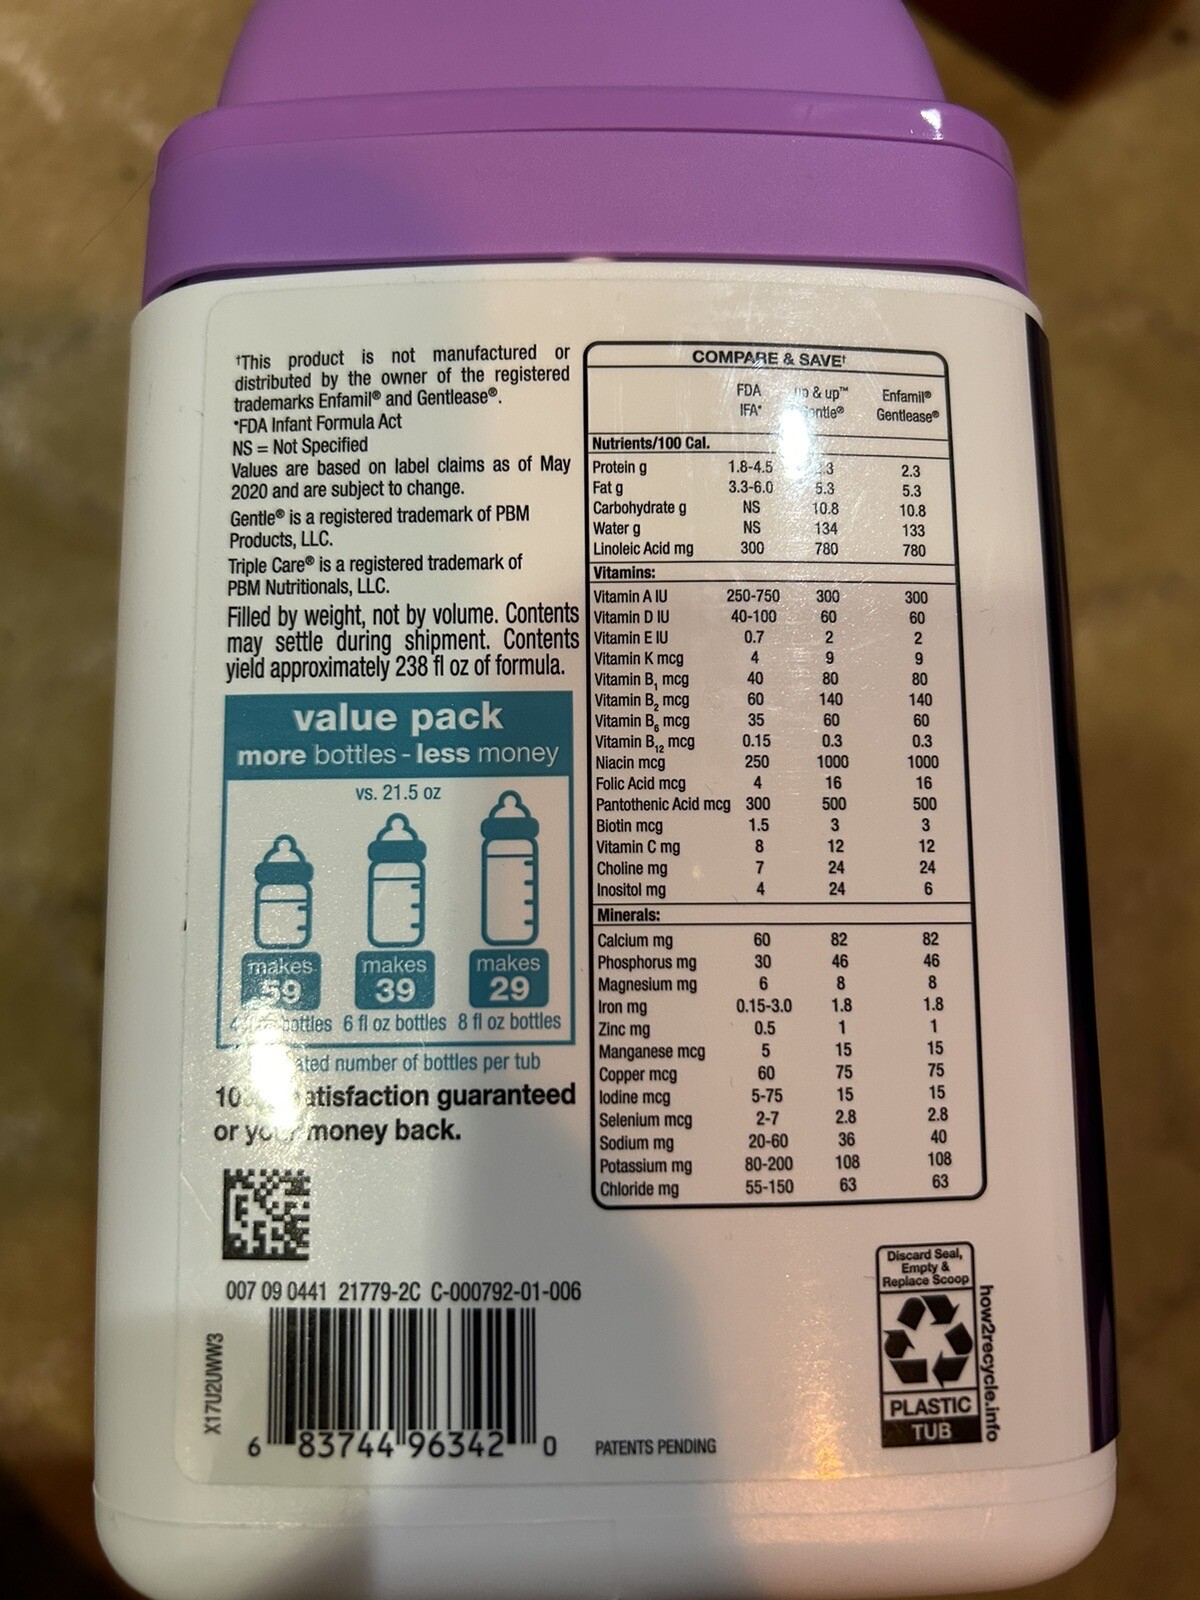 †This product is not manufactured or
distributed by the owner of the registered
trademarks Enfamil® and Gentlease®.
*FDA Infant Formula Act
NS = Not Specified
Values are based on label claims as of May
2020 and are subject to change.
Gentle® is a registered trademark of PBM
Products, LLC.
Triple Care® is a registered trademark of
PBM Nutritionals, LLC.
Filled by weight, not by volume. Contents
may settle during shipment. Contents
yield approximately 238 fl oz of formula.
value pack
more bottles - less money
vs. 21.5 oz
makes 59 makes 39 makes 29
bottles 6 fl oz bottles 8 fl oz bottles
number of bottles per tub
satisfaction guaranteed
or your money back.
007 09 0441 21779-2C C-000792-01-006
X17U2UWW3
6 83744 96342 0
COMPARE & SAVE†
FDA IFA* up & up™ Gentle® Enfamil® Gentlease®
Nutrients/100 Cal.
Protein g 1.8-4.5 2.3
Fat g 3.3-6.0 5.3 5.3
Carbohydrate g NS 10.8 10.8
Water g NS 134 133
Linoleic Acid mg 300 780 780
Vitamins:
Vitamin A IU 250-750 300 300
Vitamin D IU 40-100 60 60
Vitamin E IU 0.7 2 2
Vitamin K mcg 4 9 9
Vitamin B₁ mcg 40 80 80
Vitamin B₂ mcg 60 140 140
Vitamin B₆ mcg 35 60 60
Vitamin B₁₂ mcg 0.15 0.3 0.3
Niacin mcg 250 1000 1000
Folic Acid mcg 4 16 16
Pantothenic Acid mcg 300 500 500
Biotin mcg 1.5 3 3
Vitamin C mg 8 12 12
Choline mg 7 24 24
Inositol mg 4 24 6
Minerals:
Calcium mg 60 82 82
Phosphorus mg 30 46 46
Magnesium mg 6 8 8
Iron mg 0.15-3.0 1.8 1.8
Zinc mg 0.5 1 1
Manganese mcg 5 15 15
Copper mcg 60 75 75
Iodine mcg 5-75 15 15
Selenium mcg 2-7 2.8 2.8
Sodium mg 20-60 36 40
Potassium mg 80-200 108 108
Chloride mg 55-150 63 63
PATENTS PENDING
Discard Seal,
Empty &
Replace Scoop
PLASTIC
TUB
how2recycle.info